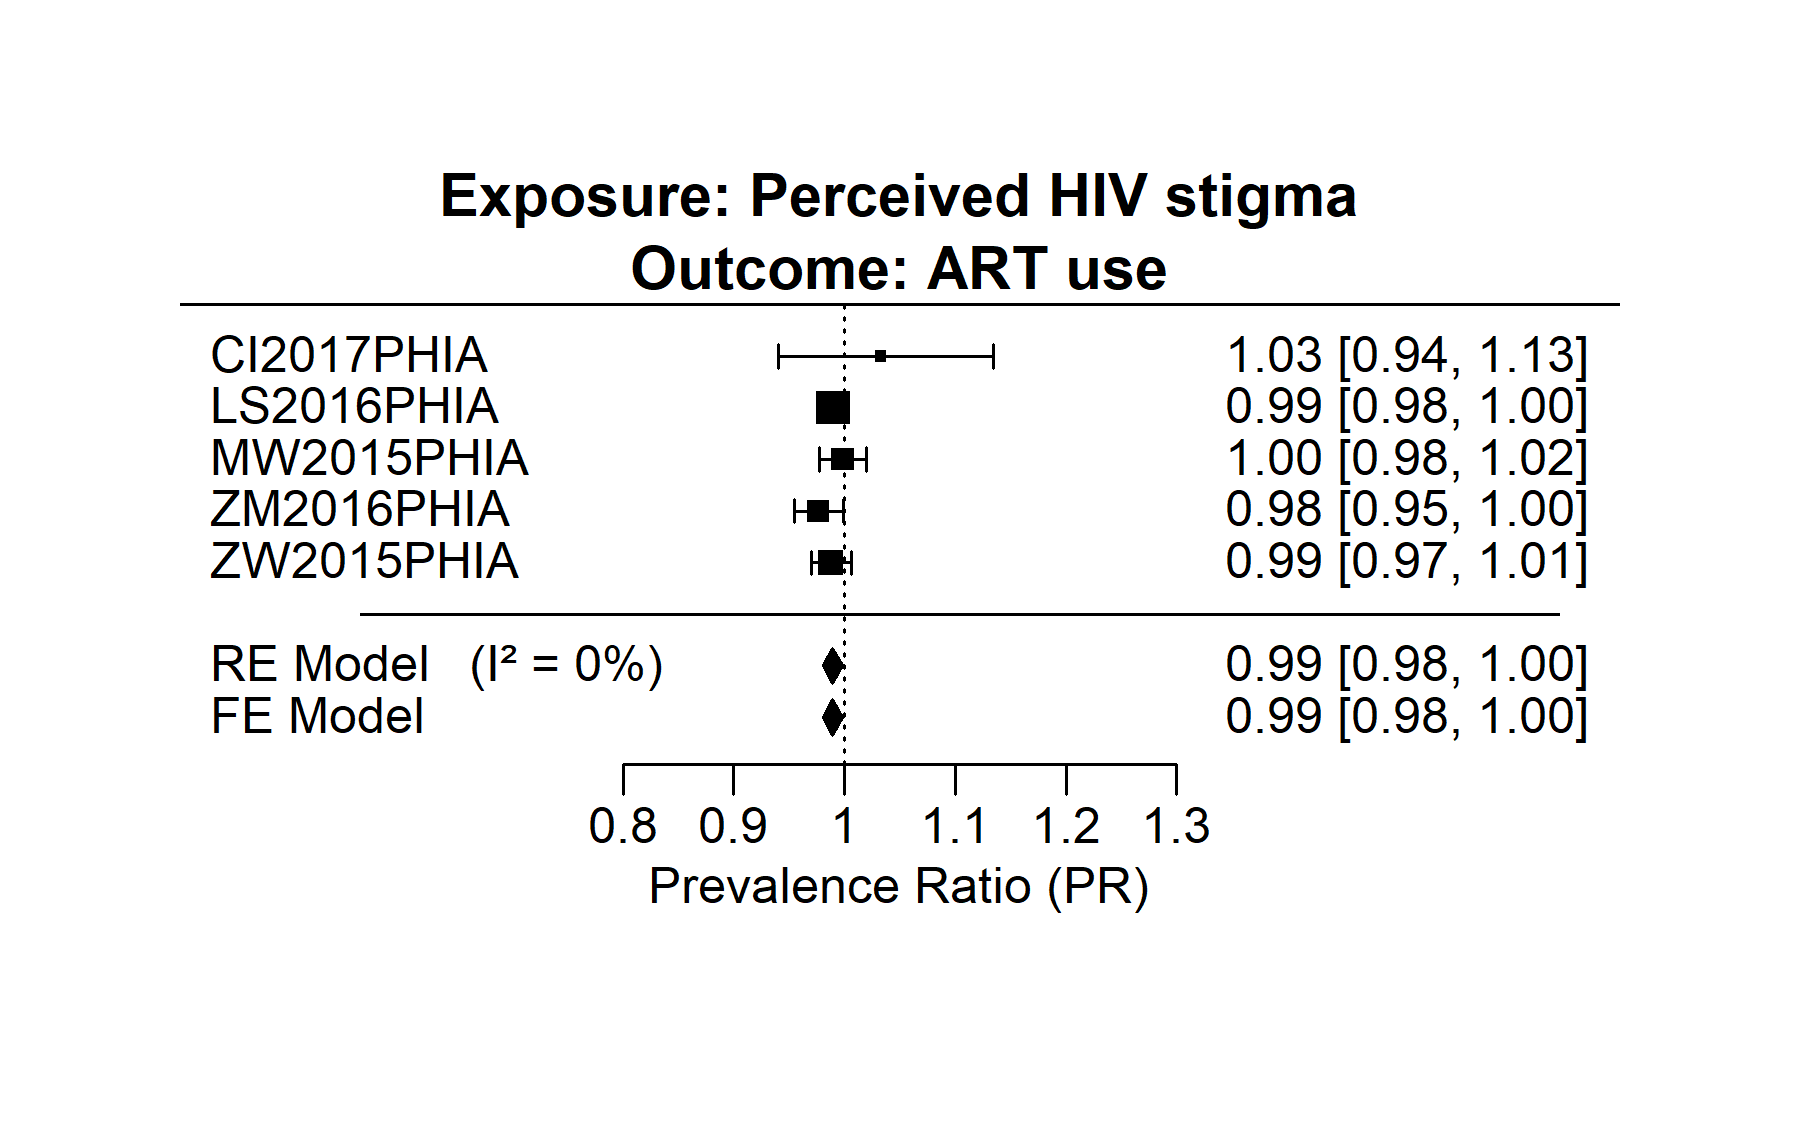 Exposure: Perceived HIV stigma
Outcome: ART use
CI2017PHIA 1.03 [0.94, 1.13]
LS2016PHIA 0.99 [0.98, 1.00]
MW2015PHIA 1.00 [0.98, 1.02]
ZM2016PHIA 0.98 [0.95, 1.00]
ZW2015PHIA 0.99 [0.97, 1.01]
RE Model (I² = 0%) 0.99 [0.98, 1.00]
FE Model 0.99 [0.98, 1.00]
0.8 0.9 1 1.1 1.2 1.3
Prevalence Ratio (PR)